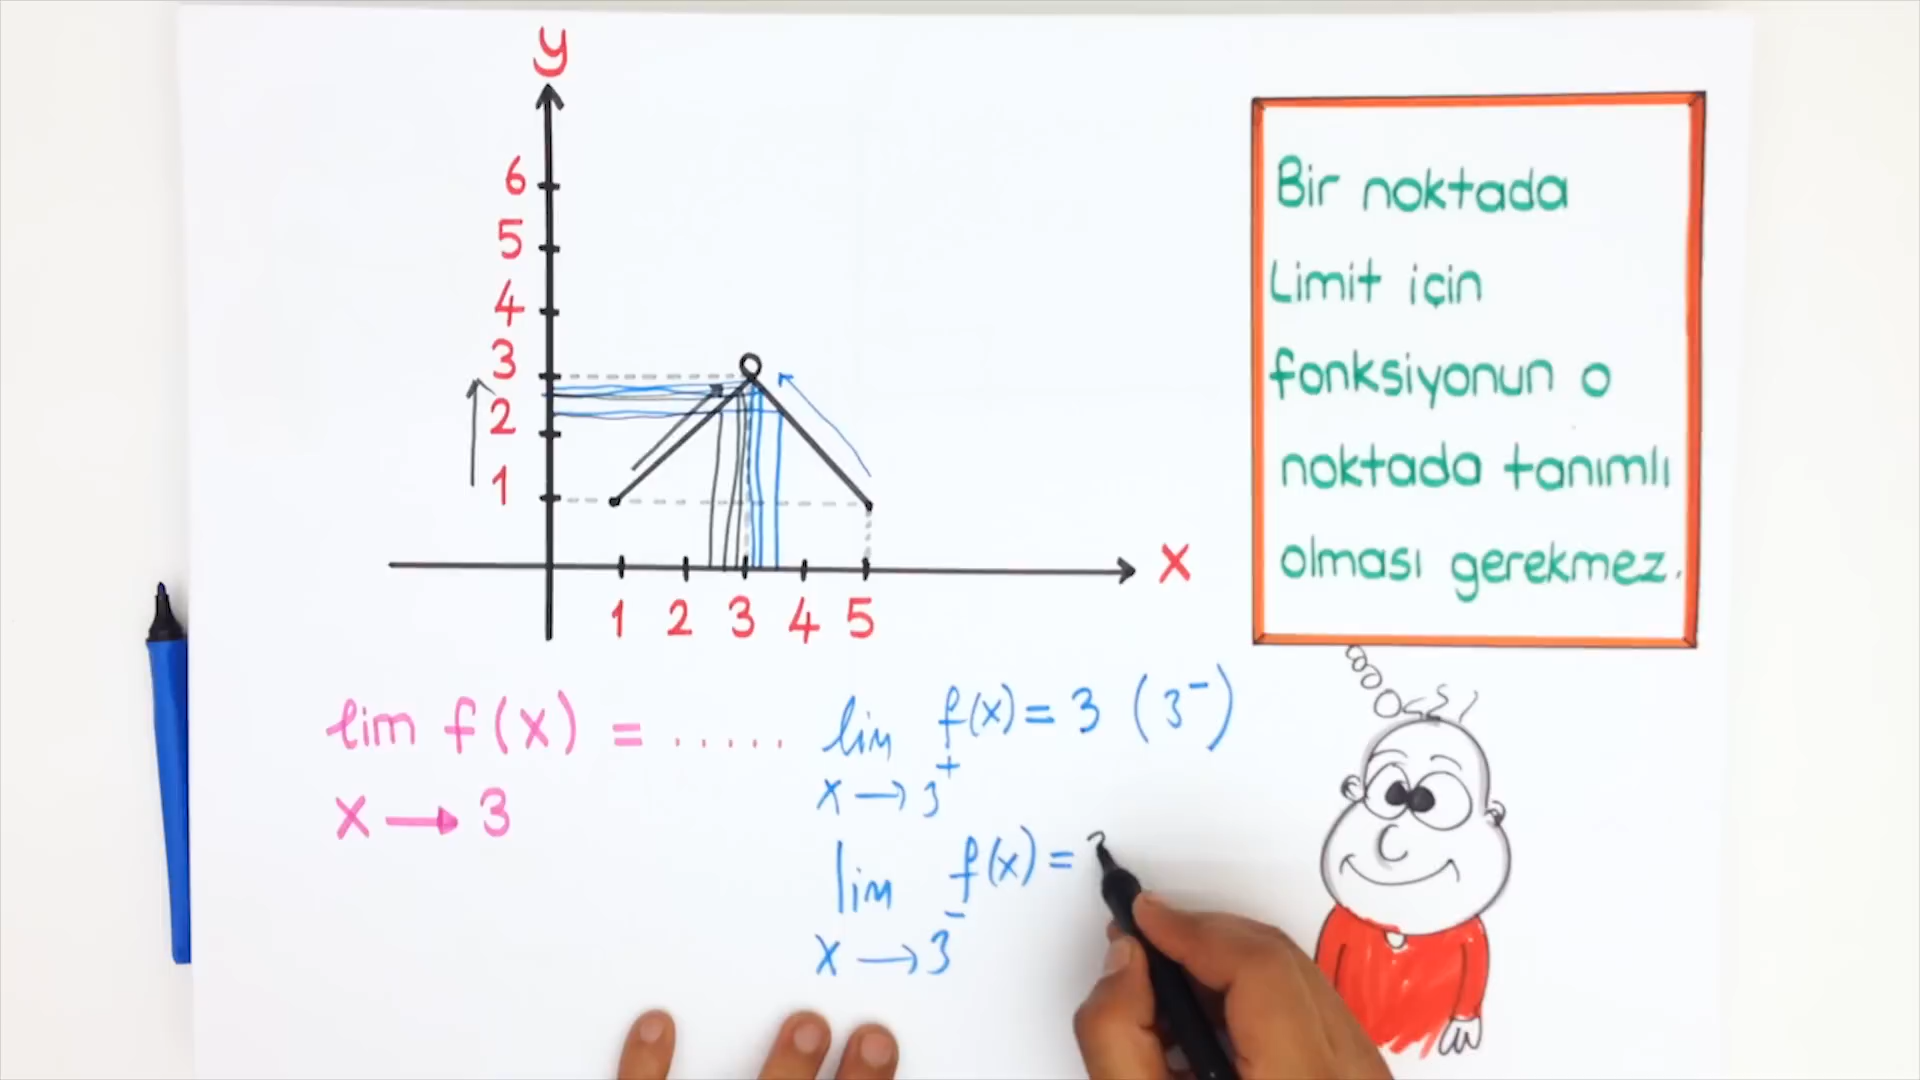 y
6
5
4
3
2
1
x
1 2 3 4 5
Bir noktada
Limit için
fonksiyonun o
noktada tanımlı
olması gerekmez.
lim f(x) = .....
x → 3
lim f(x) = 3 (3⁻)
x → 3⁺
lim f(x) =
x → 3⁻